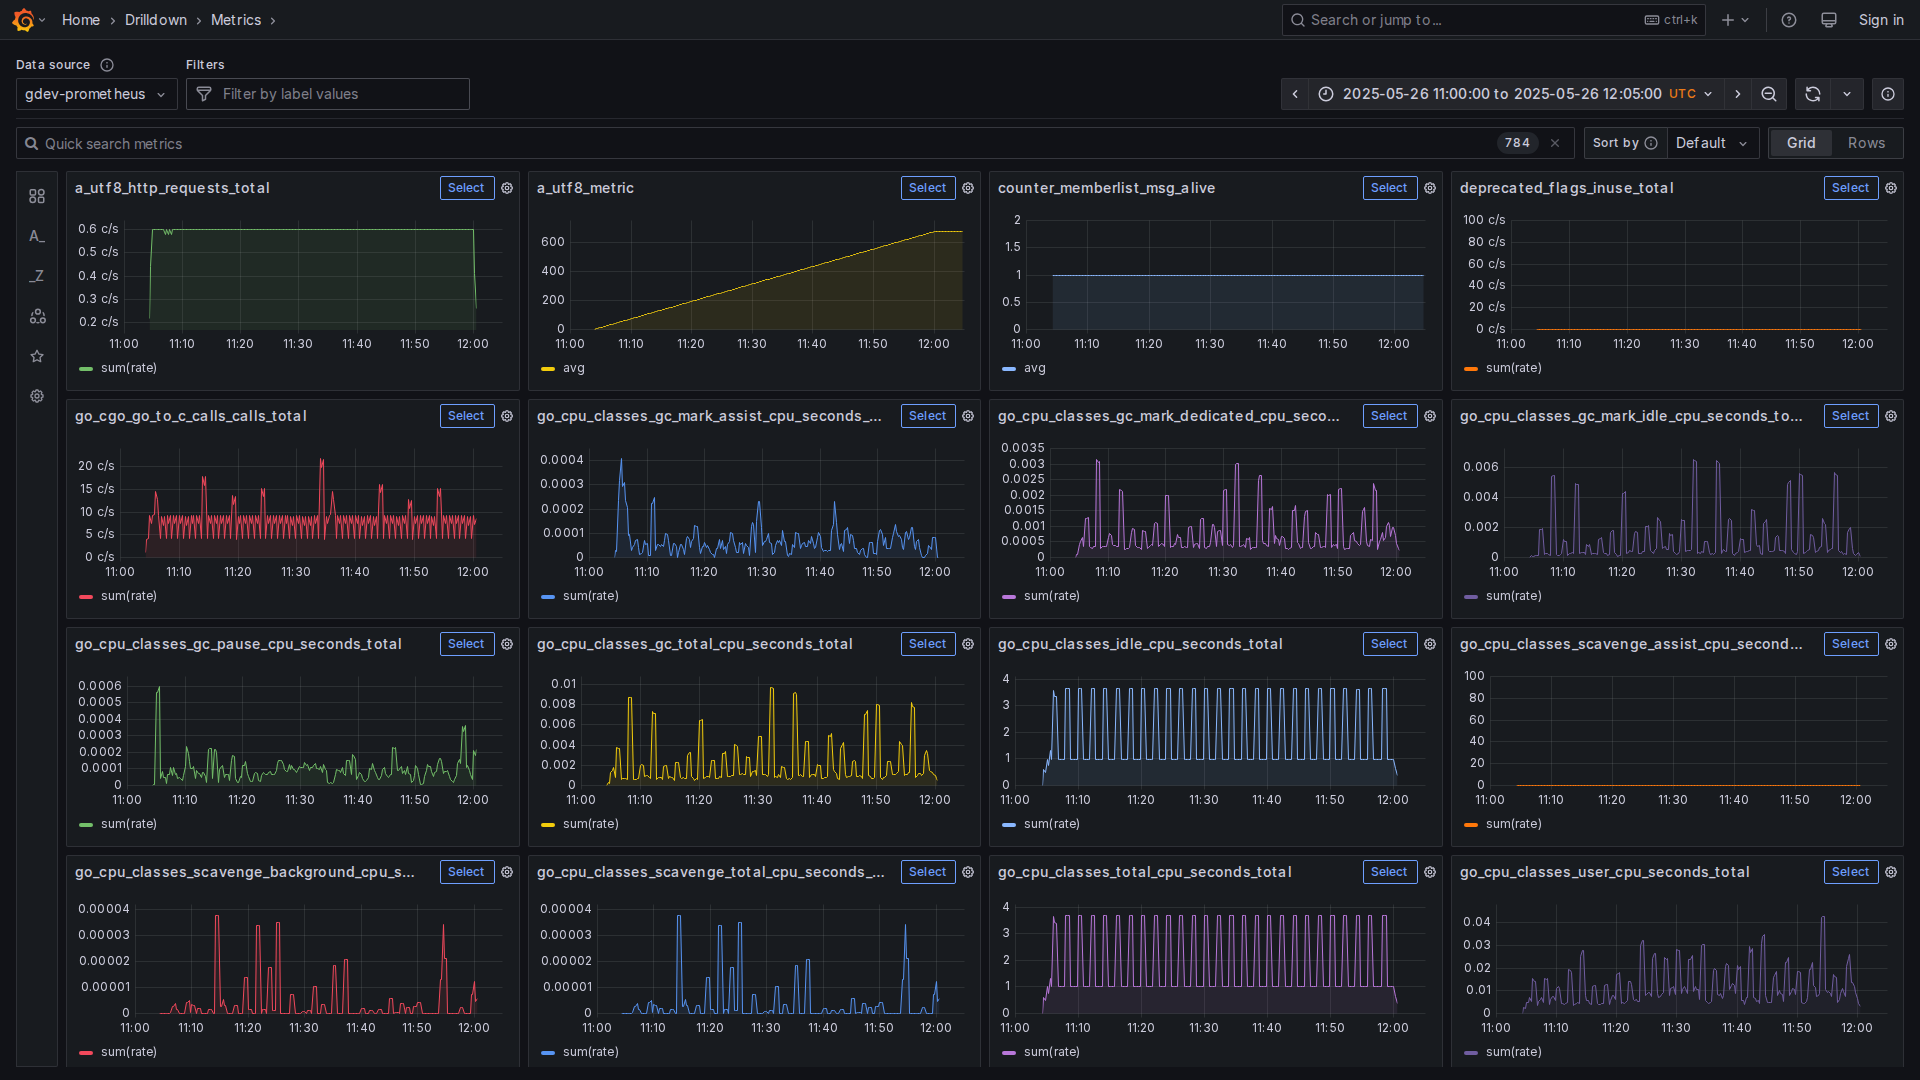 Home › Drilldown › Metrics ›
Search or jump to... ctrl+k
Sign in
Data source
Filters
gdev-prometheus
Filter by label values
2025-05-26 11:00:00 to 2025-05-26 12:05:00 UTC
Quick search metrics
784
Sort by
Default
Grid
Rows
A_
_Z
a_utf8_http_requests_total
Select
0.6 c/s
0.5 c/s
0.4 c/s
0.3 c/s
0.2 c/s
11:00 11:10 11:20 11:30 11:40 11:50 12:00
sum(rate)
a_utf8_metric
Select
600
400
200
0
11:00 11:10 11:20 11:30 11:40 11:50 12:00
avg
counter_memberlist_msg_alive
Select
2
1.5
1
0.5
0
11:00 11:10 11:20 11:30 11:40 11:50 12:00
avg
deprecated_flags_inuse_total
Select
100 c/s
80 c/s
60 c/s
40 c/s
20 c/s
0 c/s
11:00 11:10 11:20 11:30 11:40 11:50 12:00
sum(rate)
go_cgo_go_to_c_calls_calls_total
Select
20 c/s
15 c/s
10 c/s
5 c/s
0 c/s
11:00 11:10 11:20 11:30 11:40 11:50 12:00
sum(rate)
go_cpu_classes_gc_mark_assist_cpu_seconds_...
Select
0.0004
0.0003
0.0002
0.0001
0
11:00 11:10 11:20 11:30 11:40 11:50 12:00
sum(rate)
go_cpu_classes_gc_mark_dedicated_cpu_seco...
Select
0.0035
0.003
0.0025
0.002
0.0015
0.001
0.0005
0
11:00 11:10 11:20 11:30 11:40 11:50 12:00
sum(rate)
go_cpu_classes_gc_mark_idle_cpu_seconds_to...
Select
0.006
0.004
0.002
0
11:00 11:10 11:20 11:30 11:40 11:50 12:00
sum(rate)
go_cpu_classes_gc_pause_cpu_seconds_total
Select
0.0006
0.0005
0.0004
0.0003
0.0002
0.0001
0
11:00 11:10 11:20 11:30 11:40 11:50 12:00
sum(rate)
go_cpu_classes_gc_total_cpu_seconds_total
Select
0.01
0.008
0.006
0.004
0.002
0
11:00 11:10 11:20 11:30 11:40 11:50 12:00
sum(rate)
go_cpu_classes_idle_cpu_seconds_total
Select
4
3
2
1
0
11:00 11:10 11:20 11:30 11:40 11:50 12:00
sum(rate)
go_cpu_classes_scavenge_assist_cpu_second...
Select
100
80
60
40
20
0
11:00 11:10 11:20 11:30 11:40 11:50 12:00
sum(rate)
go_cpu_classes_scavenge_background_cpu_s...
Select
0.00004
0.00003
0.00002
0.00001
0
11:00 11:10 11:20 11:30 11:40 11:50 12:00
sum(rate)
go_cpu_classes_scavenge_total_cpu_seconds_...
Select
0.00004
0.00003
0.00002
0.00001
0
11:00 11:10 11:20 11:30 11:40 11:50 12:00
sum(rate)
go_cpu_classes_total_cpu_seconds_total
Select
4
3
2
1
0
11:00 11:10 11:20 11:30 11:40 11:50 12:00
sum(rate)
go_cpu_classes_user_cpu_seconds_total
Select
0.04
0.03
0.02
0.01
0
11:00 11:10 11:20 11:30 11:40 11:50 12:00
sum(rate)